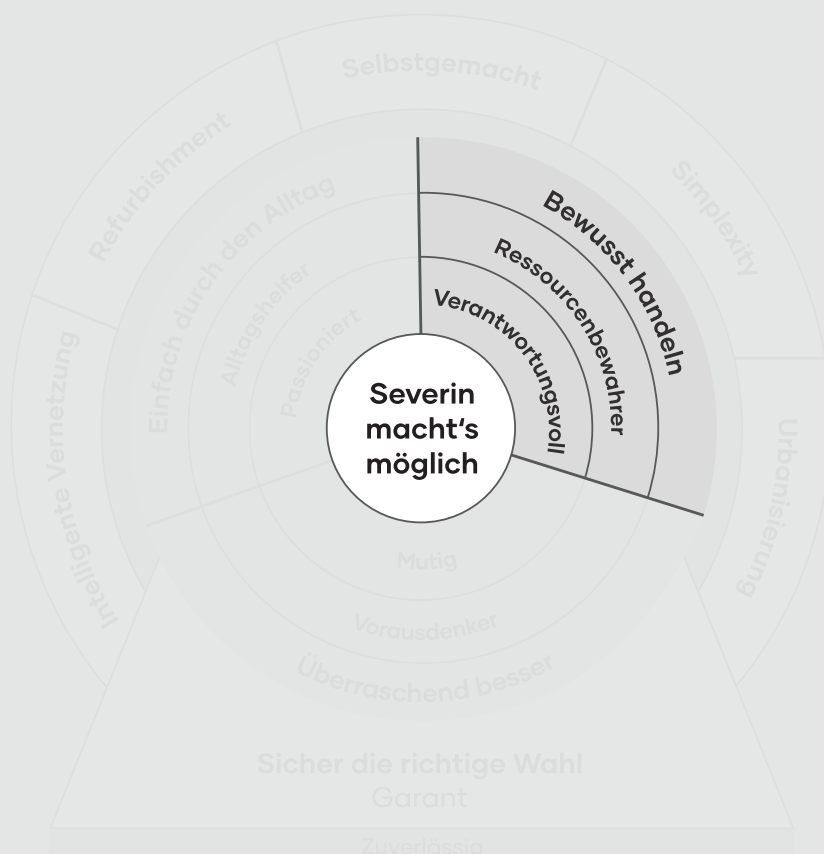 Selbstgemacht
Refurbishment
Simplexity
Intelligente Vernetzung
Urbanisierung
Einfach durch den Alltag
Alltagshelfer
Passioniert
Bewusst handeln
Ressourcenbewahrer
Verantwortungsvoll
Severin
macht‘s
möglich
Mutig
Vorausdenker
Überraschend besser
Sicher die richtige Wahl
Garant
Zuverlässig